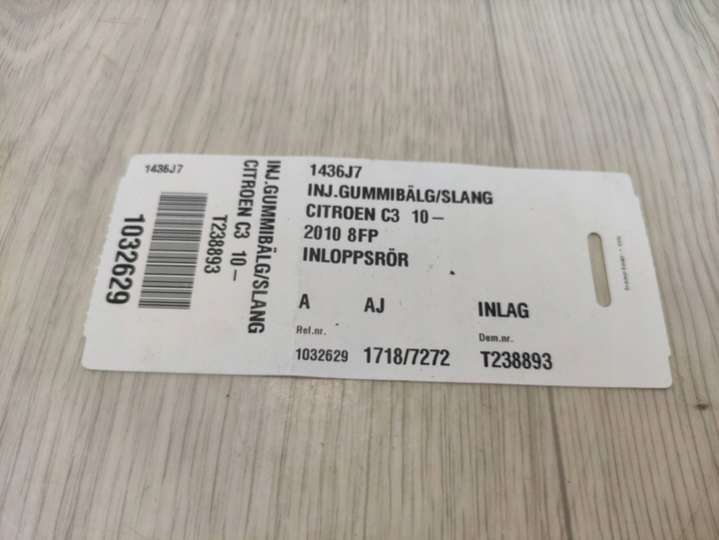 1436J7
1032629
INJ.GUMMIBÄLG/SLANG
CITROEN C3 10–
T238893
1436J7
INJ.GUMMIBÄLG/SLANG
CITROEN C3 10–
2010 8FP
INLOPPSRÖR
A AJ INLAG
Ref.nr. Dem.nr.
1032629 1718/7272 T238893